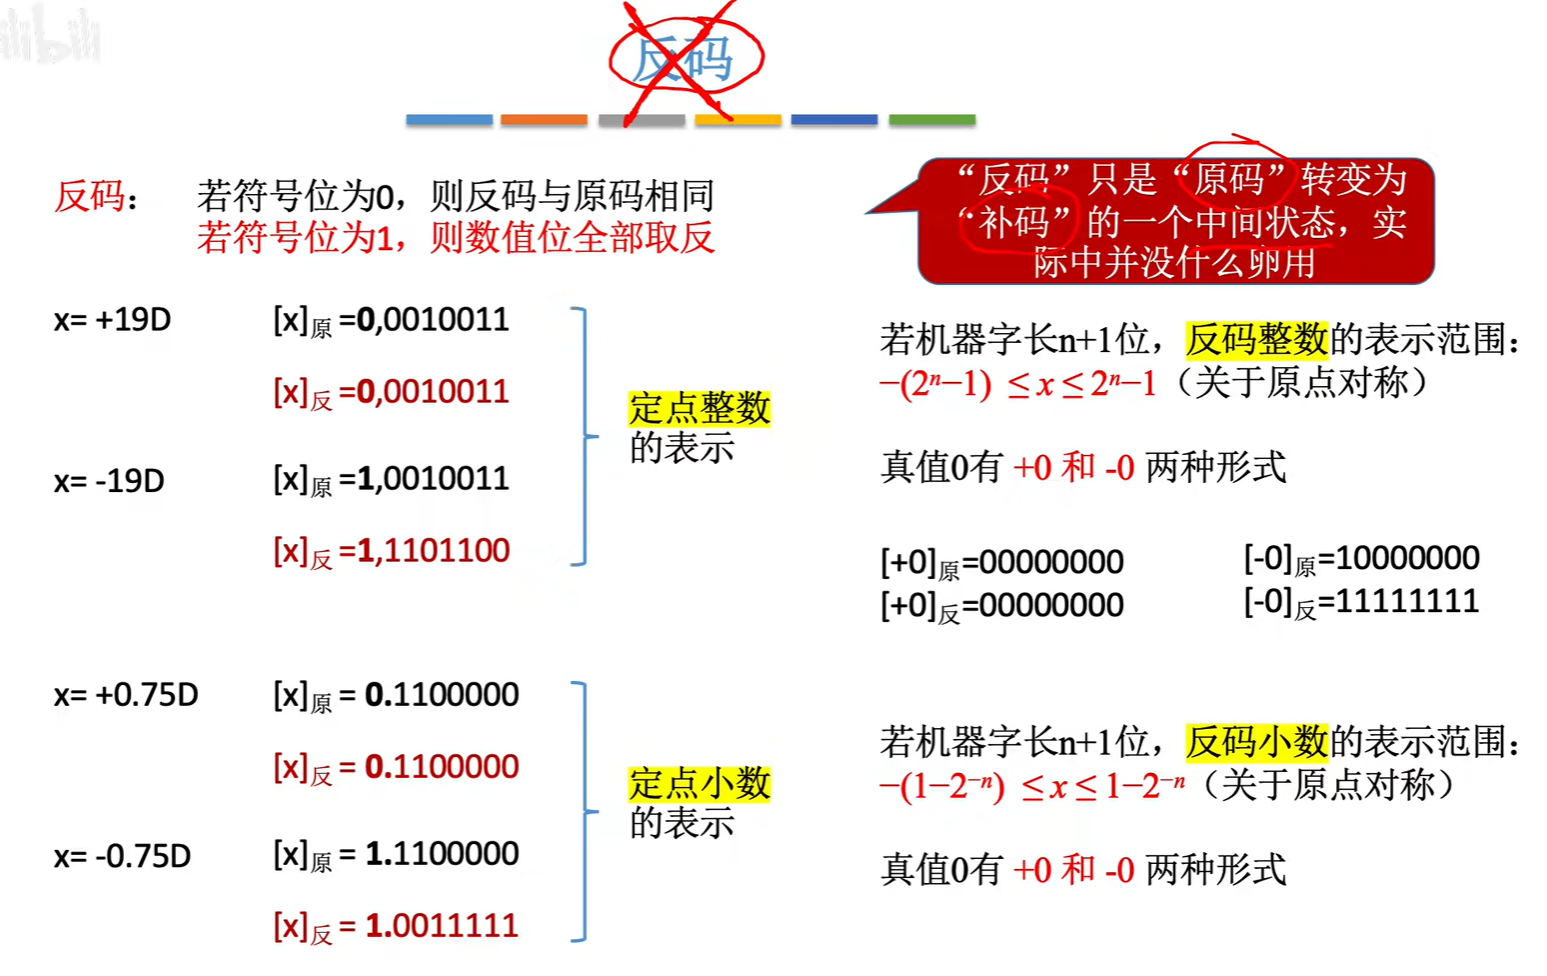 bilibili
反码
反码： 若符号位为0，则反码与原码相同
若符号位为1，则数值位全部取反
“反码”只是“原码”转变为
“补码”的一个中间状态，实
际中并没什么卵用
x= +19D [x]原 =0,0010011
[x]反 =0,0010011
x= -19D [x]原 =1,0010011
[x]反 =1,1101100
定点整数
的表示
若机器字长n+1位，反码整数的表示范围：
−(2ⁿ−1) ≤ x ≤ 2ⁿ−1（关于原点对称）
真值0有 +0 和 -0 两种形式
[+0]原=00000000 [-0]原=10000000
[+0]反=00000000 [-0]反=11111111
x= +0.75D [x]原 = 0.1100000
[x]反 = 0.1100000
x= -0.75D [x]原 = 1.1100000
[x]反 = 1.0011111
定点小数
的表示
若机器字长n+1位，反码小数的表示范围：
−(1−2⁻ⁿ) ≤ x ≤ 1−2⁻ⁿ（关于原点对称）
真值0有 +0 和 -0 两种形式